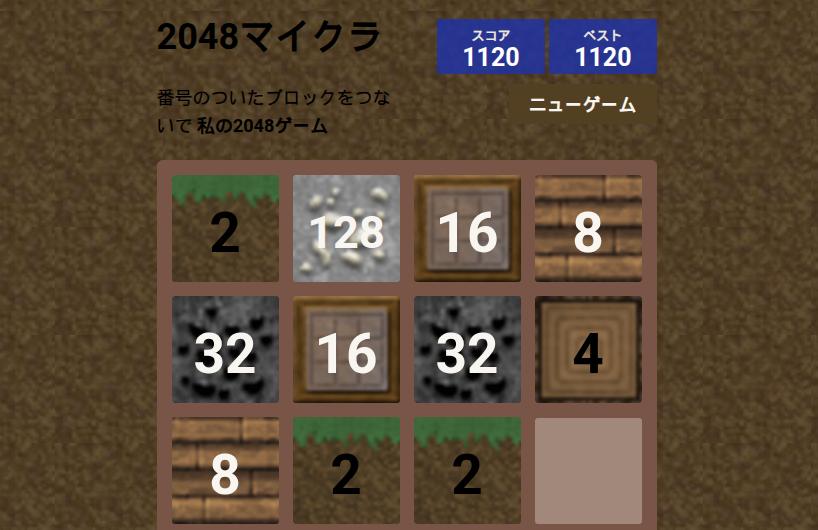 2048マイクラ
スコア
1120
ベスト
1120
番号のついたブロックをつな
いで 私の2048ゲーム
ニューゲーム
2 128 16 8
32 16 32 4
8 2 2